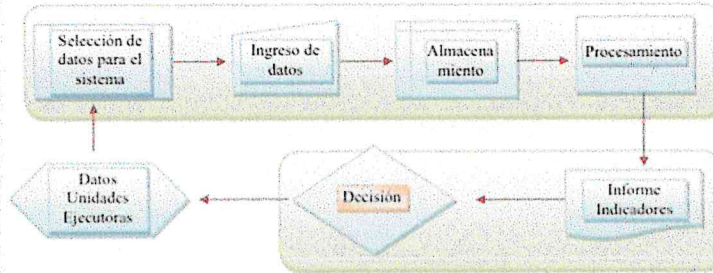 Selección de
datos para el
sistema
Ingreso de
datos
Almacena
miento
Procesamiento
Datos
Unidades
Ejecutoras
Decisión
Informe
Indicadores